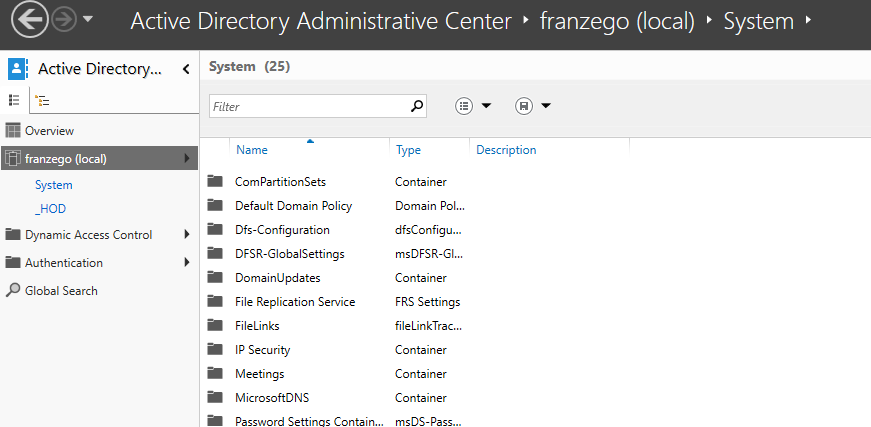 Active Directory Administrative Center ‣ franzego (local) ‣ System ‣
Active Directory...
System (25)
Filter
Overview
franzego (local)
System
_HOD
Dynamic Access Control
Authentication
Global Search
Name Type Description
ComPartitionSets Container
Default Domain Policy Domain Pol...
Dfs-Configuration dfsConfigu...
DFSR-GlobalSettings msDFSR-Gl...
DomainUpdates Container
File Replication Service FRS Settings
FileLinks fileLinkTrac...
IP Security Container
Meetings Container
MicrosoftDNS Container
Password Settings Contain... msDS-Pass...